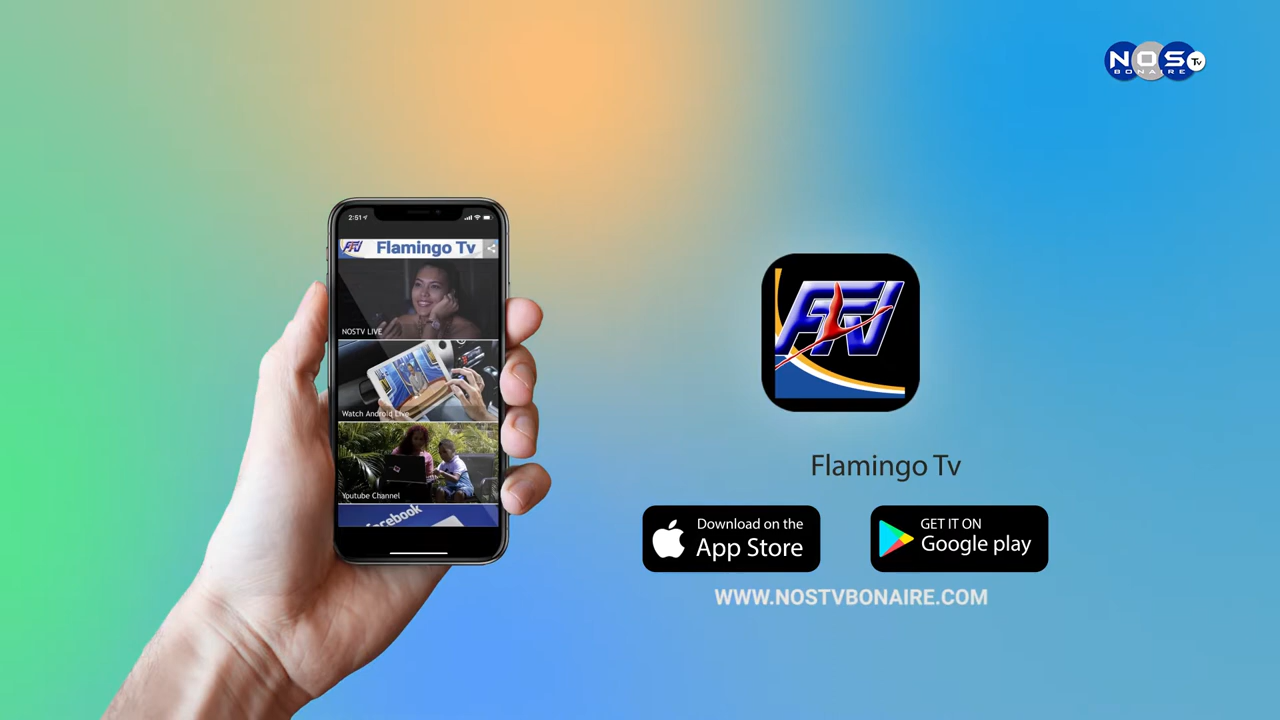 NOS Tv
BONAIRE
2:51
FTV
Flamingo Tv
NOSTV LIVE
Watch Android Live
Youtube Channel
facebook
FTV
Flamingo Tv
Download on the
App Store
GET IT ON
Google play
WWW.NOSTVBONAIRE.COM